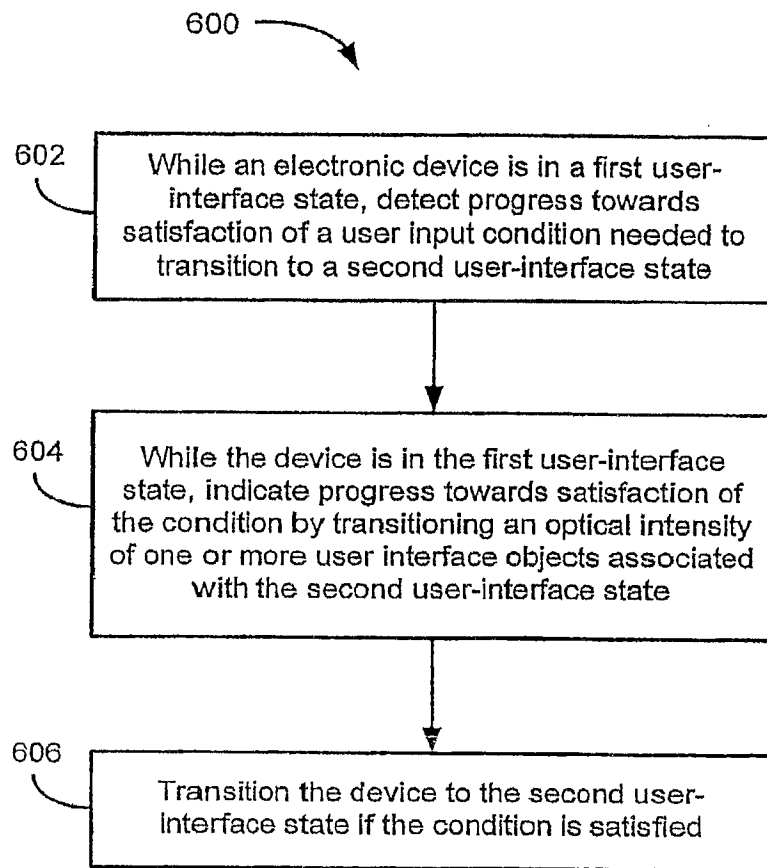 600
602
While an electronic device is in a first user-
interface state, detect progress towards
satisfaction of a user input condition needed to
transition to a second user-interface state
604
While the device is in the first user-interface
state, indicate progress towards satisfaction of
the condition by transitioning an optical intensity
of one or more user interface objects associated
with the second user-interface state
606
Transition the device to the second user-
interface state if the condition is satisfied